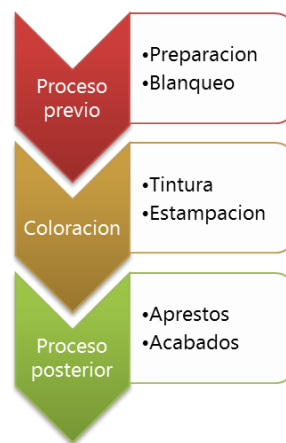 Proceso
previo
•Preparacion
•Blanqueo
Coloracion
•Tintura
•Estampacion
Proceso
posterior
•Aprestos
•Acabados